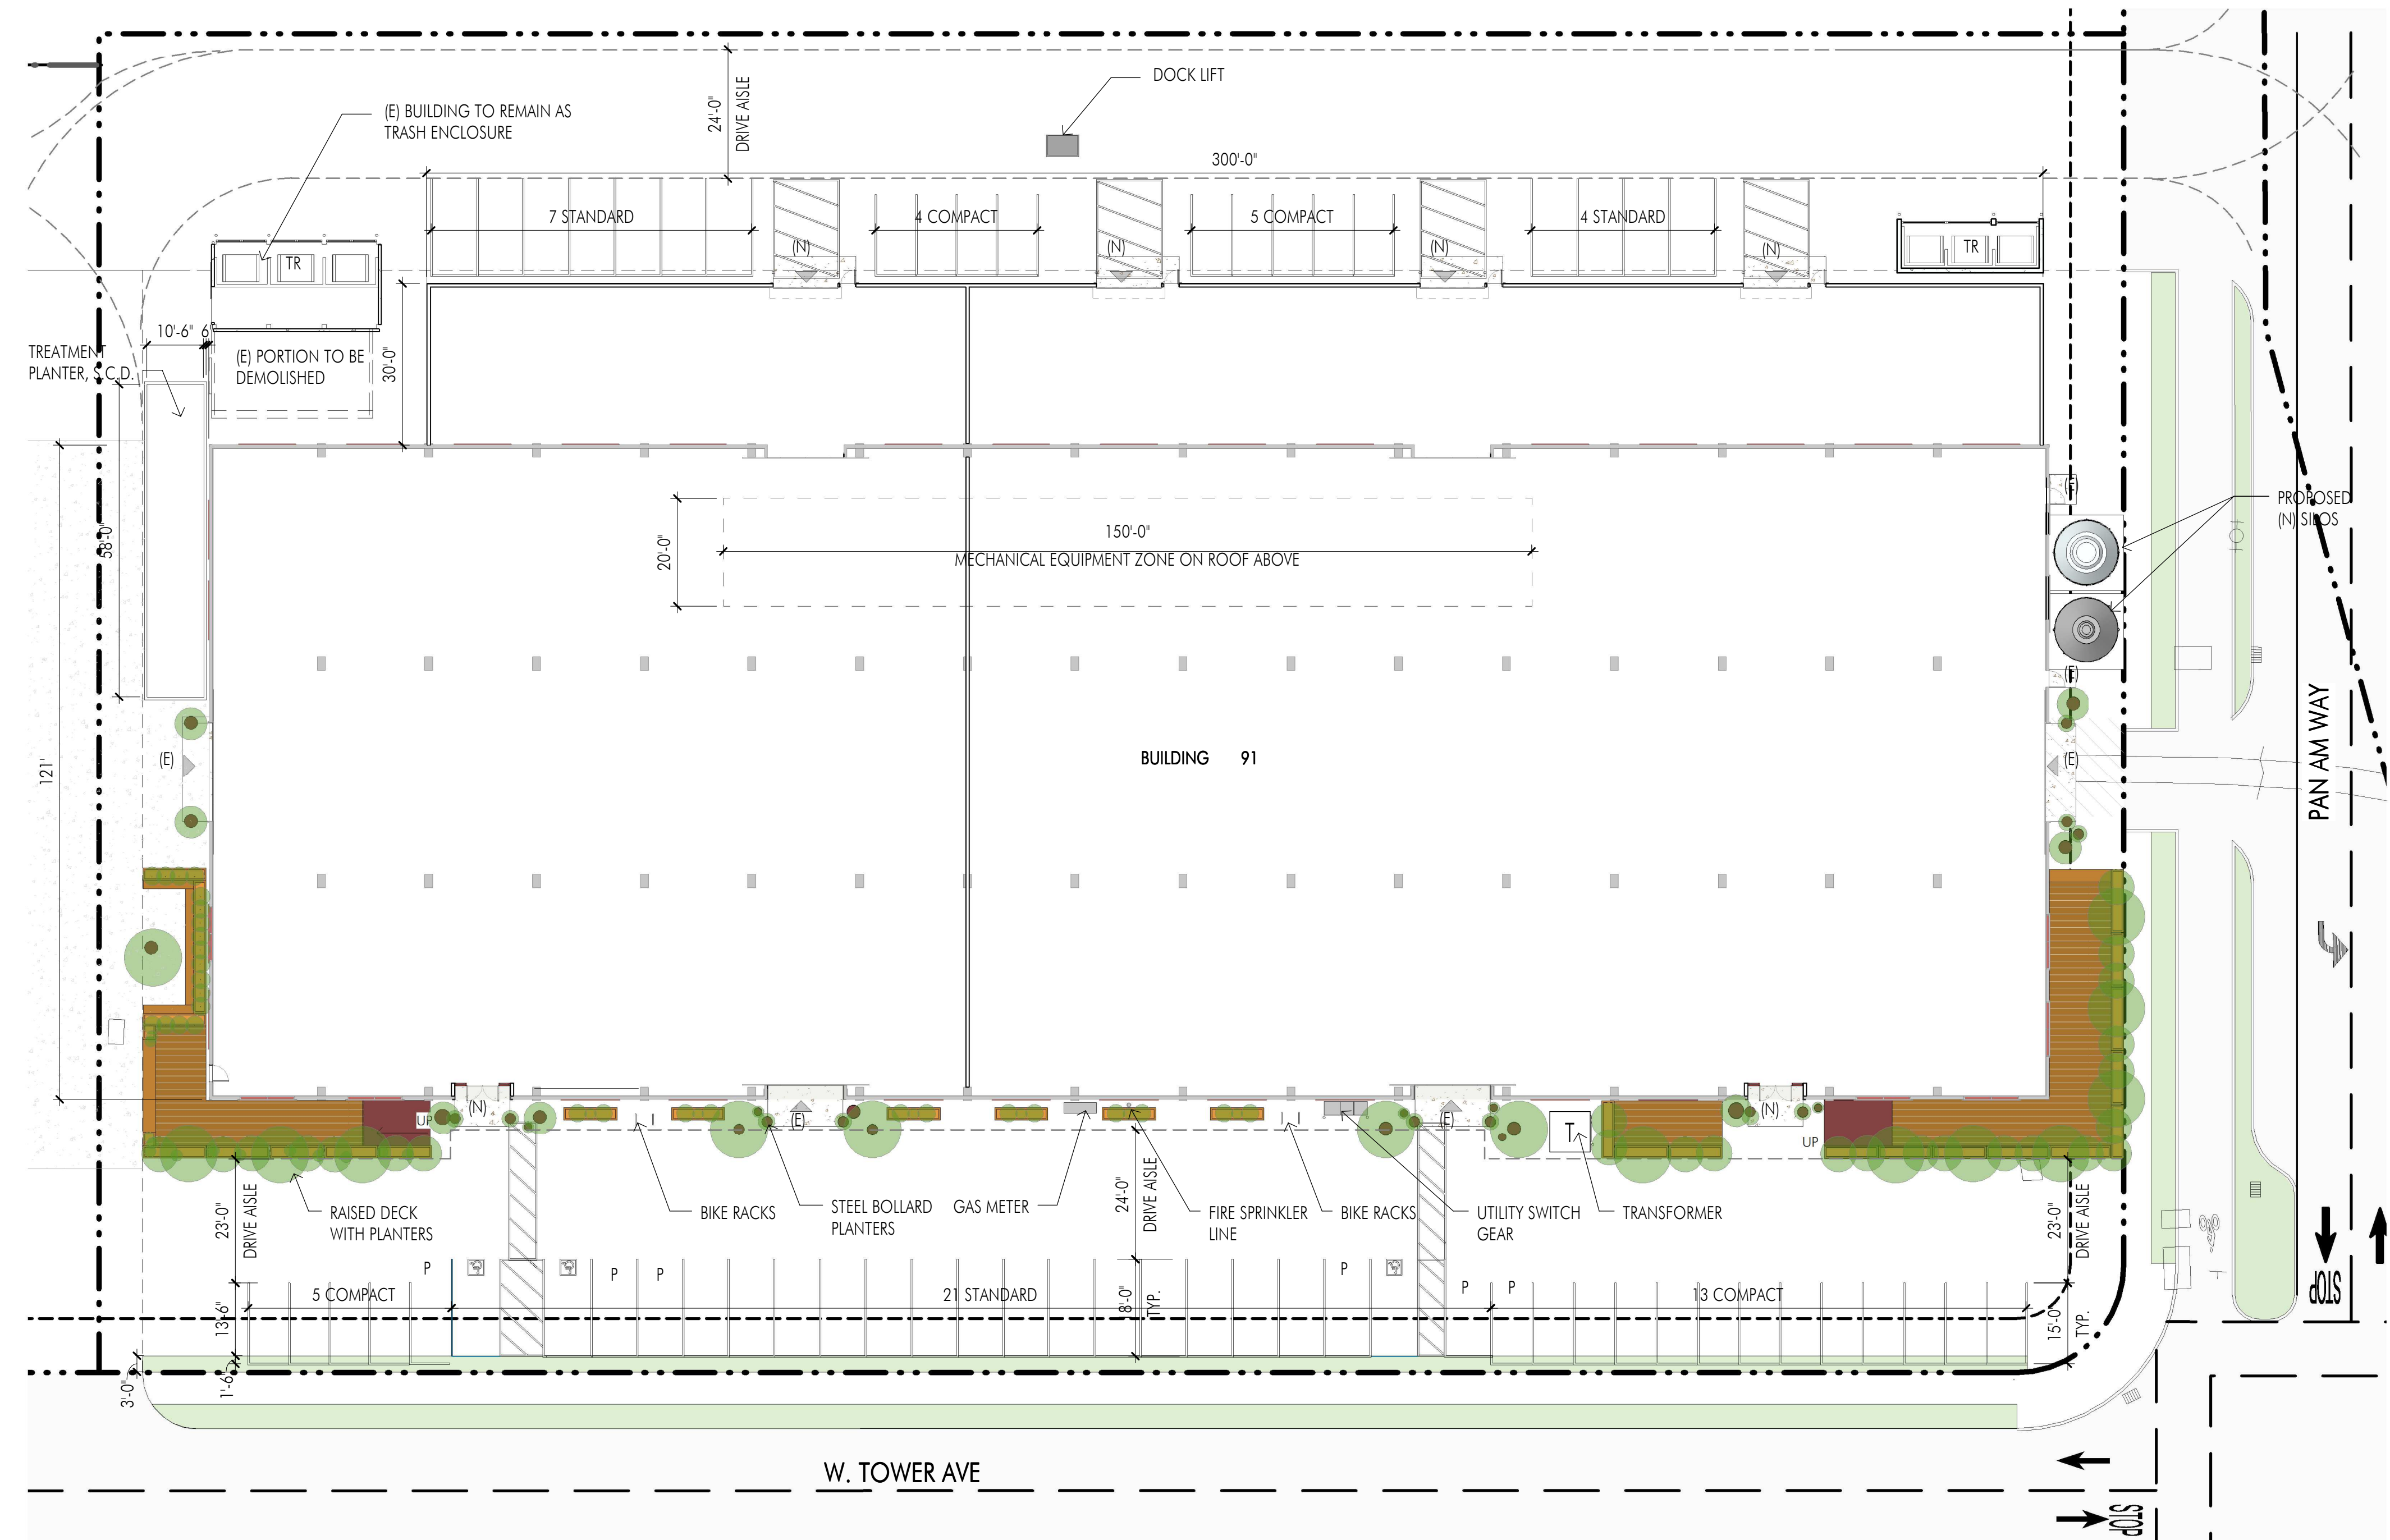 DOCK LIFT
(E) BUILDING TO REMAIN AS
TRASH ENCLOSURE
24'-0"
DRIVE AISLE
300'-0"
7 STANDARD
4 COMPACT
5 COMPACT
4 STANDARD
(N)
(N)
(N)
(N)
TR
TR
10'-6"
6"
TREATMENT
PLANTER, S.C.D.
(E) PORTION TO BE
DEMOLISHED
30'-0"
58'-0"
121'
20'-0"
150'-0"
MECHANICAL EQUIPMENT ZONE ON ROOF ABOVE
(E)
PROPOSED
(N) SILOS
(E)
BUILDING 91
(E)
(E)
PAN AM WAY
UP
(N)
(E)
(E)
T
(N)
UP
RAISED DECK
WITH PLANTERS
BIKE RACKS
STEEL BOLLARD
PLANTERS
GAS METER
FIRE SPRINKLER
LINE
BIKE RACKS
UTILITY SWITCH
GEAR
TRANSFORMER
23'-0"
DRIVE AISLE
24'-0"
DRIVE AISLE
23'-0"
DRIVE AISLE
P
P
P
P
P
P
5 COMPACT
21 STANDARD
13 COMPACT
13'-6"
18'-0"
TYP.
15'-0"
TYP.
3'-0"
1'-6"
STOP
W. TOWER AVE
STOP